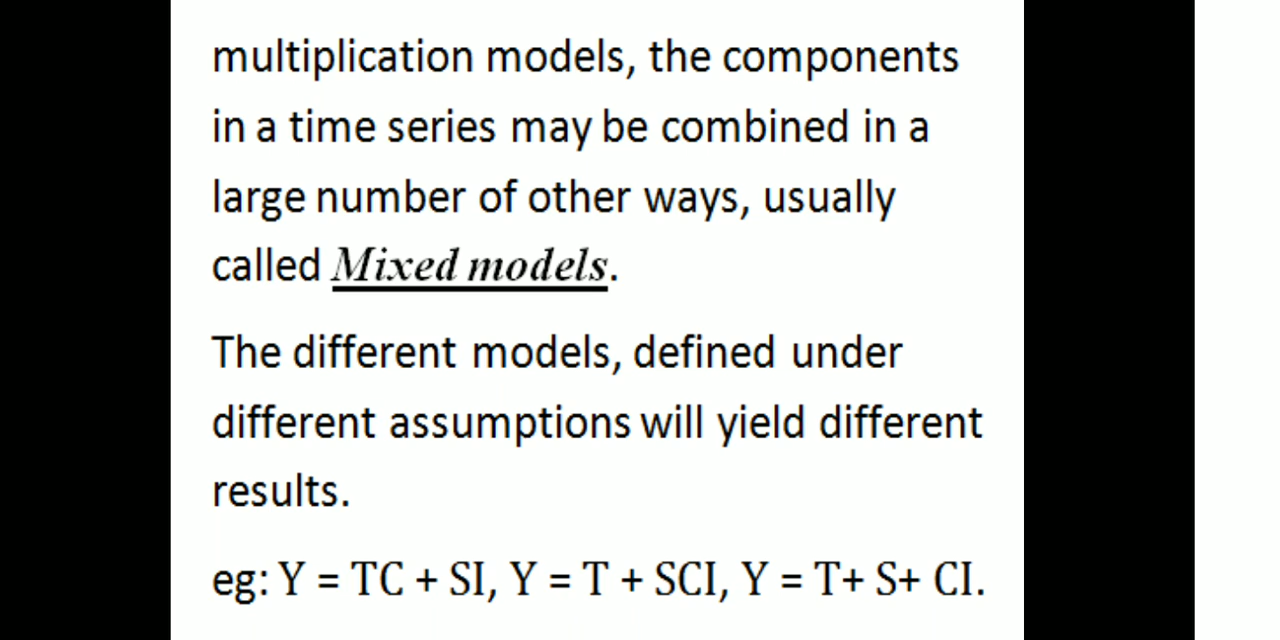 multiplication models, the components
in a time series may be combined in a
large number of other ways, usually
called Mixed models.
The different models, defined under
different assumptions will yield different
results.
eg: Y = TC + SI, Y = T + SCI, Y = T+ S+ CI.